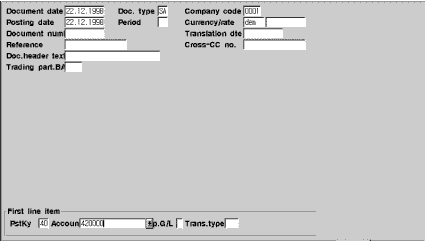 Document date 22.12.1998 Doc. type SA Company code 0001
Posting date 22.12.1998 Period Currency/rate dem
Document numb Translation dte
Reference Cross-CC no.
Doc.header text
Trading part.BA
First line item
PstKy 40 Accoun 420000 p.G/L Trans.type